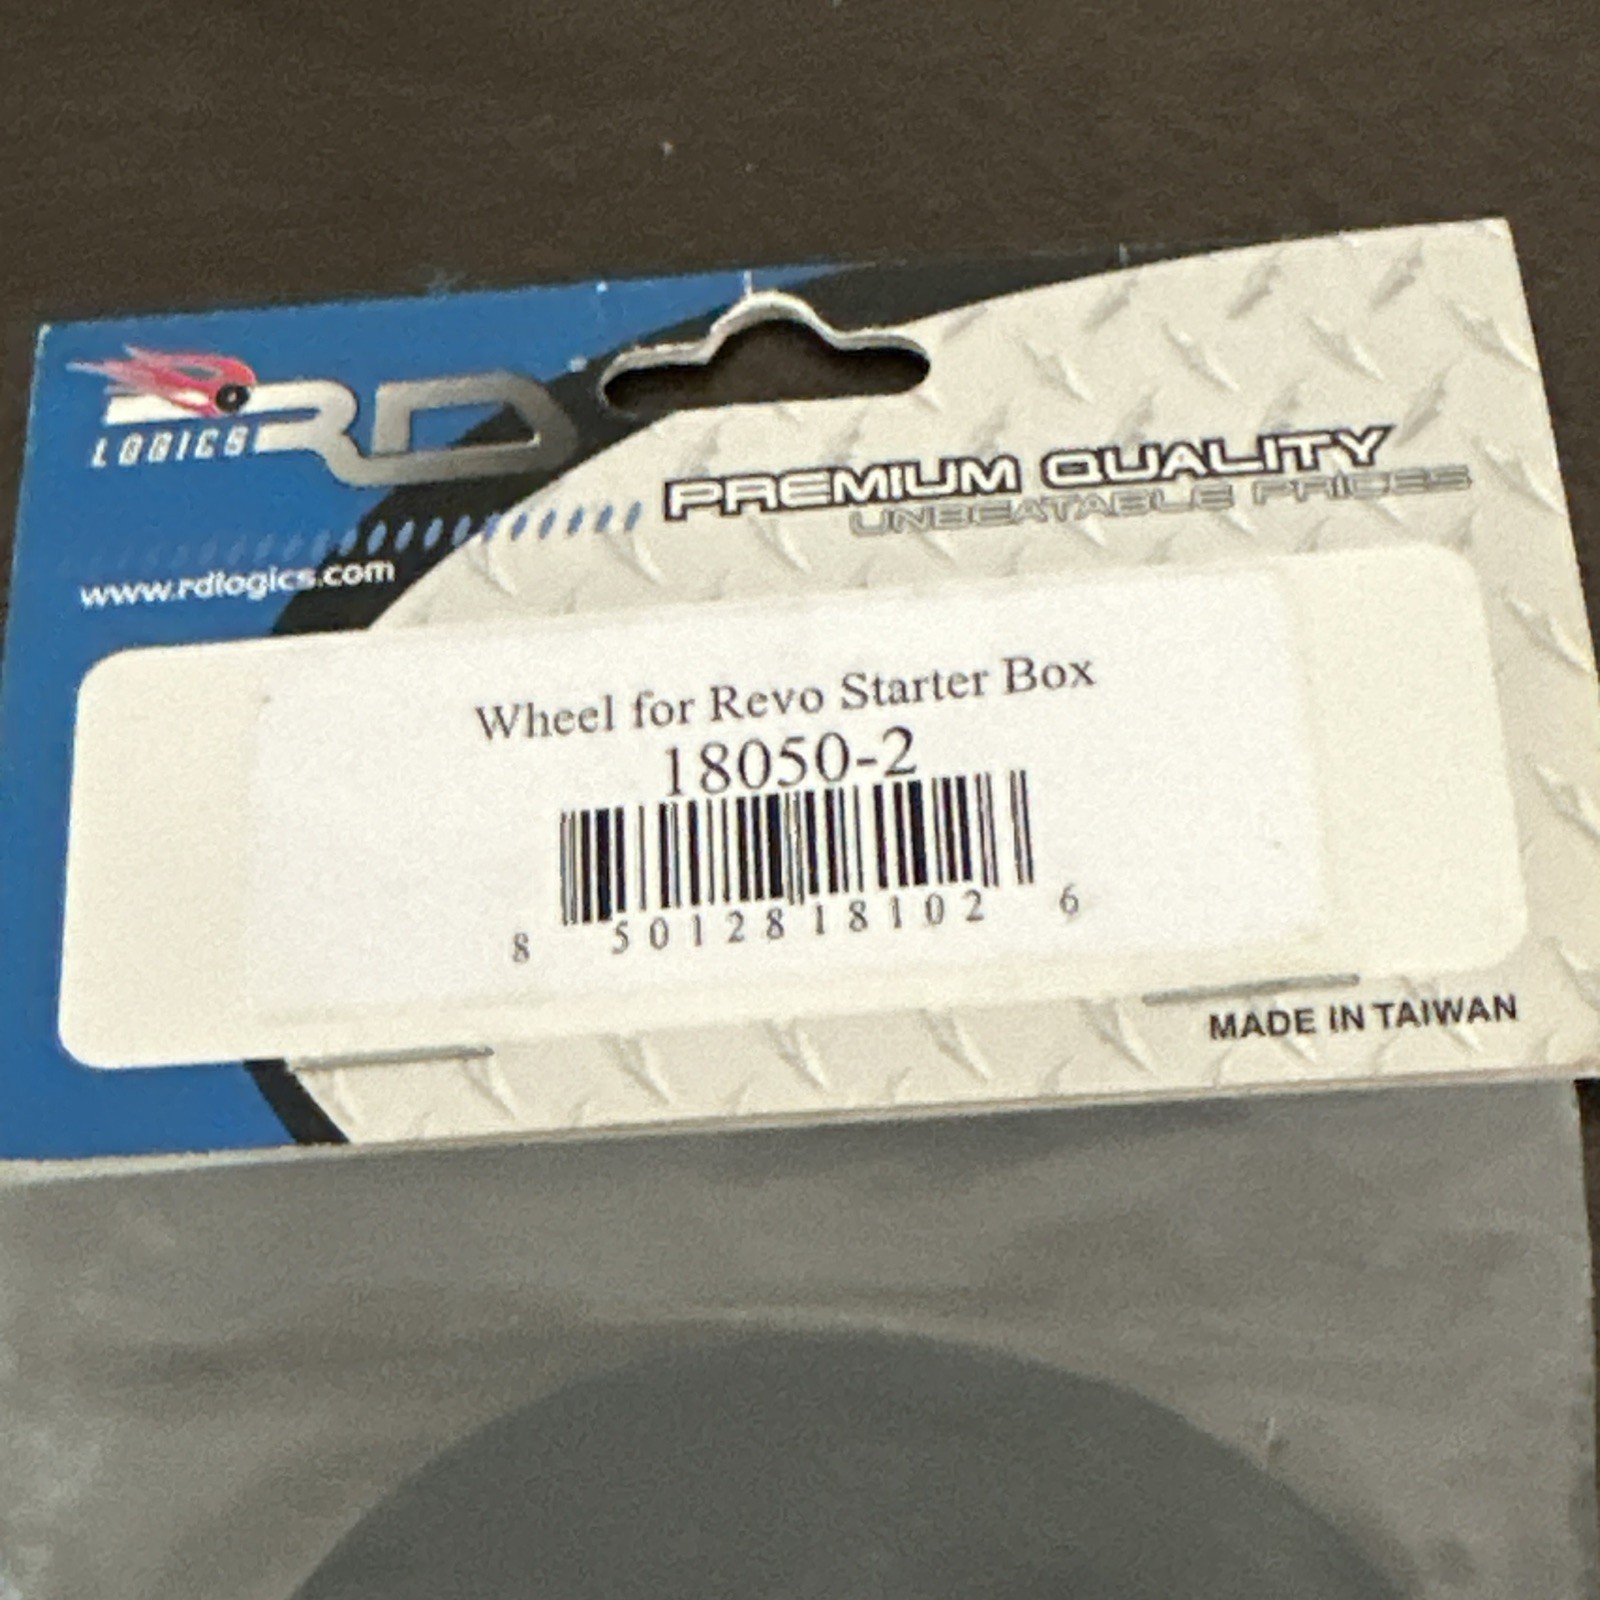 RD
LOGICS
PREMIUM QUALITY
UNBEATABLE PRICES
www.rdlogics.com
Wheel for Revo Starter Box
18050-2
8 5012818102 6
MADE IN TAIWAN